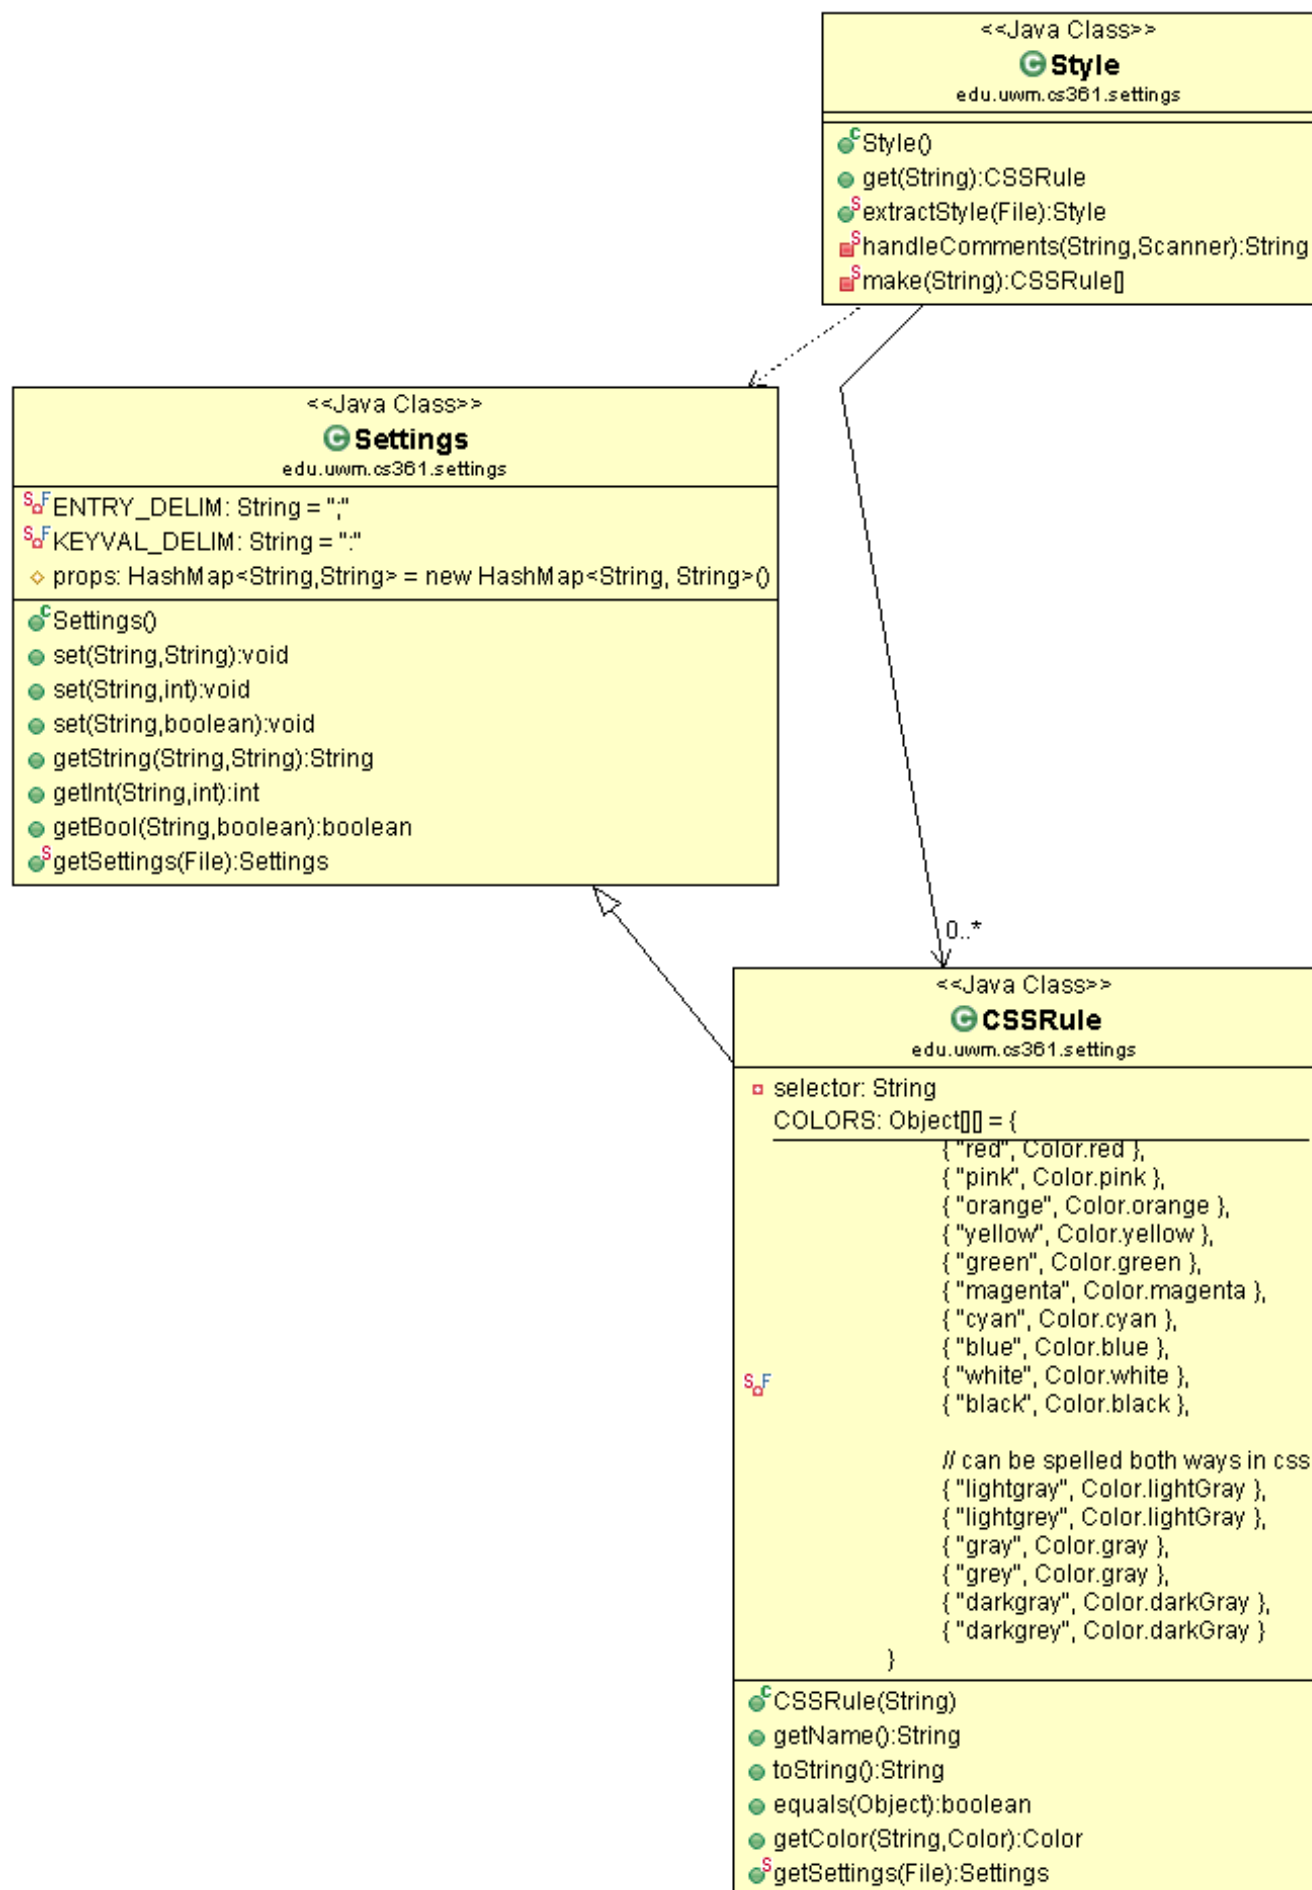 <<Java Class>>
C Style
edu.uwm.cs361.settings
C Style()
get(String):CSSRule
S extractStyle(File):Style
S handleComments(String,Scanner):String
S make(String):CSSRule[]
<<Java Class>>
C Settings
edu.uwm.cs361.settings
S F ENTRY_DELIM: String = ";"
S F KEYVAL_DELIM: String = ":"
props: HashMap<String,String> = new HashMap<String, String>()
C Settings()
set(String,String):void
set(String,int):void
set(String,boolean):void
getString(String,String):String
getInt(String,int):int
getBool(String,boolean):boolean
S getSettings(File):Settings
0..*
<<Java Class>>
C CSSRule
edu.uwm.cs361.settings
selector: String
COLORS: Object[][] = {
{ "red", Color.red },
{ "pink", Color.pink },
{ "orange", Color.orange },
{ "yellow", Color.yellow },
{ "green", Color.green },
{ "magenta", Color.magenta },
{ "cyan", Color.cyan },
{ "blue", Color.blue },
{ "white", Color.white },
S F
{ "black", Color.black },
// can be spelled both ways in css
{ "lightgray", Color.lightGray },
{ "lightgrey", Color.lightGray },
{ "gray", Color.gray },
{ "grey", Color.gray },
{ "darkgray", Color.darkGray },
{ "darkgrey", Color.darkGray }
}
C CSSRule(String)
getName():String
toString():String
equals(Object):boolean
getColor(String,Color):Color
S getSettings(File):Settings